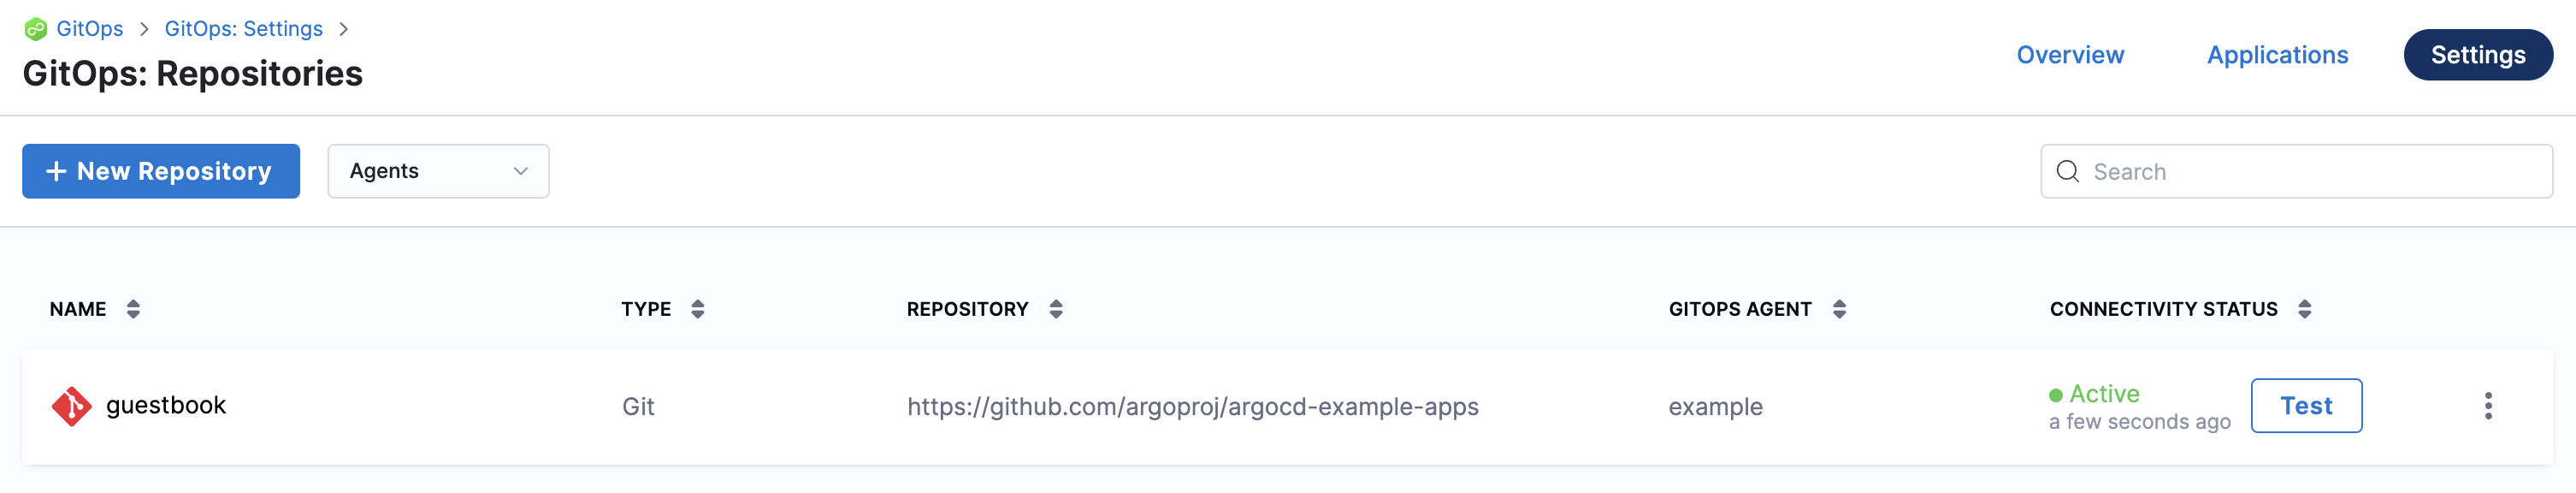 GitOps > GitOps: Settings >
GitOps: Repositories
Overview Applications Settings
+ New Repository Agents Search
NAME TYPE REPOSITORY GITOPS AGENT CONNECTIVITY STATUS
guestbook Git https://github.com/argoproj/argocd-example-apps example Active Test
a few seconds ago